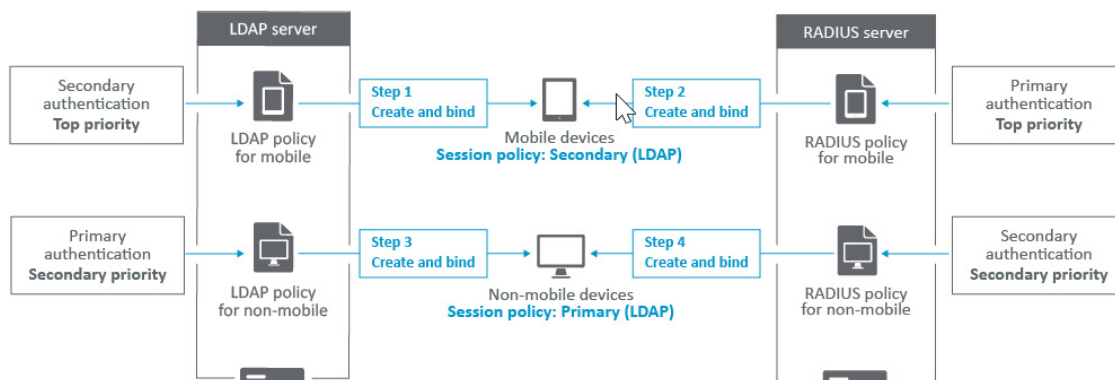 LDAP server
RADIUS server
Secondary
authentication
Top priority
LDAP policy
for mobile
Step 1
Create and bind
Mobile devices
Session policy: Secondary (LDAP)
Step 2
Create and bind
RADIUS policy
for mobile
Primary
authentication
Top priority
Primary
authentication
Secondary priority
LDAP policy
for non-mobile
Step 3
Create and bind
Non-mobile devices
Session policy: Primary (LDAP)
Step 4
Create and bind
RADIUS policy
for non-mobile
Secondary
authentication
Secondary priority